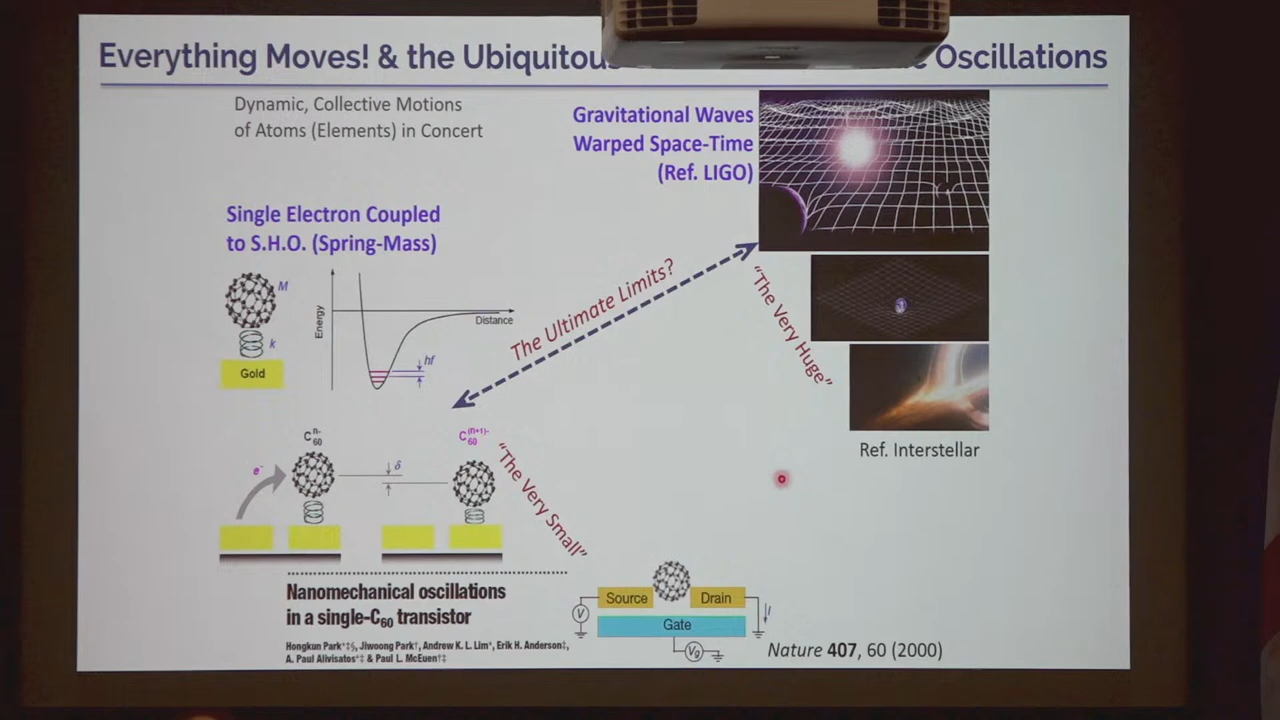 Everything Moves! & the Ubiquitous Oscillations
Dynamic, Collective Motions
of Atoms (Elements) in Concert
Gravitational Waves
Warped Space-Time
(Ref. LIGO)
Single Electron Coupled
to S.H.O. (Spring-Mass)
M
k
Gold
Energy
Distance
hf
The Ultimate Limits?
"The Very Huge"
Ref. Interstellar
C60^n-
C60^(n+1)-
e-
δ
"The Very Small"
Nanomechanical oscillations
in a single-C60 transistor
Hongkun Park*‡§, Jiwoong Park†, Andrew K. L. Lim*, Erik H. Anderson‡,
A. Paul Alivisatos*‡ & Paul L. McEuen†‡
Source
Drain
Gate
V
I
Vg
Nature 407, 60 (2000)